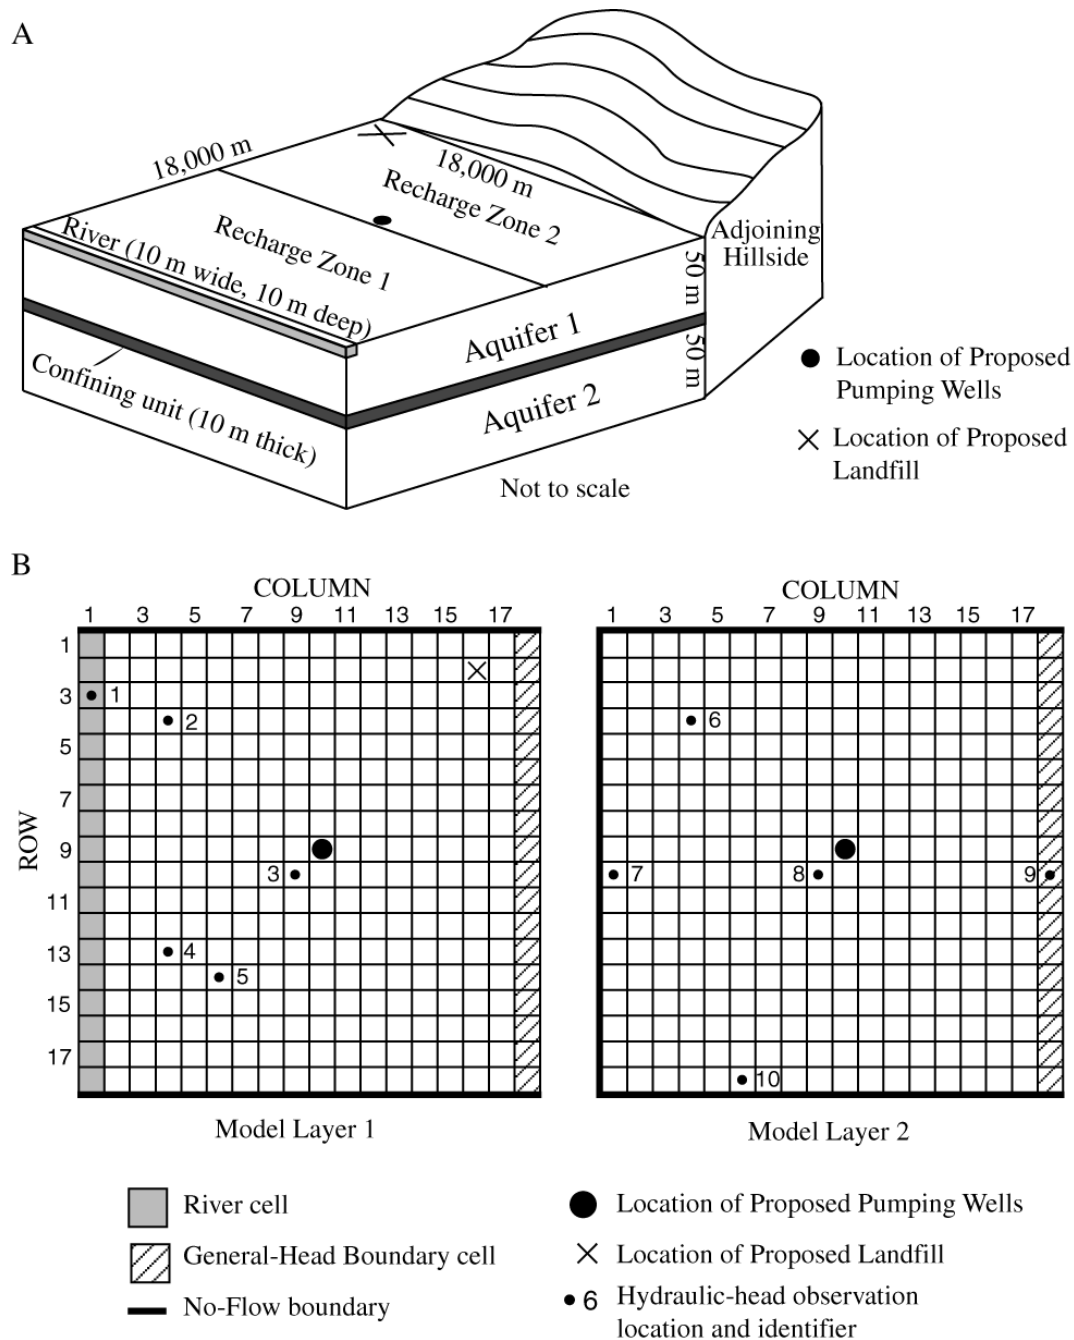 A
18,000 m
18,000 m
Recharge Zone 2
Recharge Zone 1
River (10 m wide, 10 m deep)
Adjoining
Hillside
50 m
50 m
Aquifer 1
Aquifer 2
Confining unit (10 m thick)
Not to scale
Location of Proposed
Pumping Wells
Location of Proposed
Landfill
B
COLUMN
1 3 5 7 9 11 13 15 17
ROW
1
3
5
7
9
11
13
15
17
1
2
3
4
5
Model Layer 1
COLUMN
1 3 5 7 9 11 13 15 17
6
7
8
9
10
Model Layer 2
River cell
General-Head Boundary cell
No-Flow boundary
Location of Proposed Pumping Wells
Location of Proposed Landfill
6 Hydraulic-head observation
location and identifier